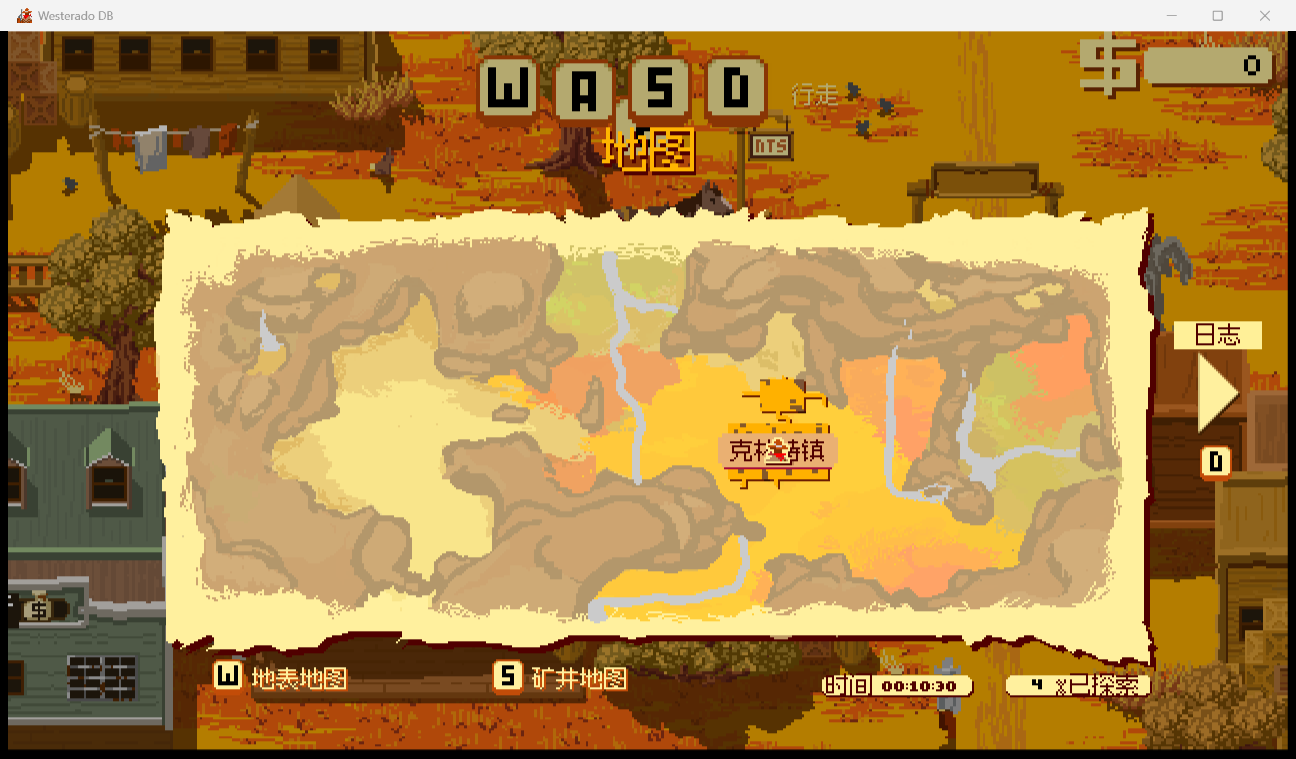 Westerado DB
W A S D 行走
$ 0
地图
NTS
日志
D
$
W 地表地图
S 矿井地图
时间 00:10:30
4 %已探索